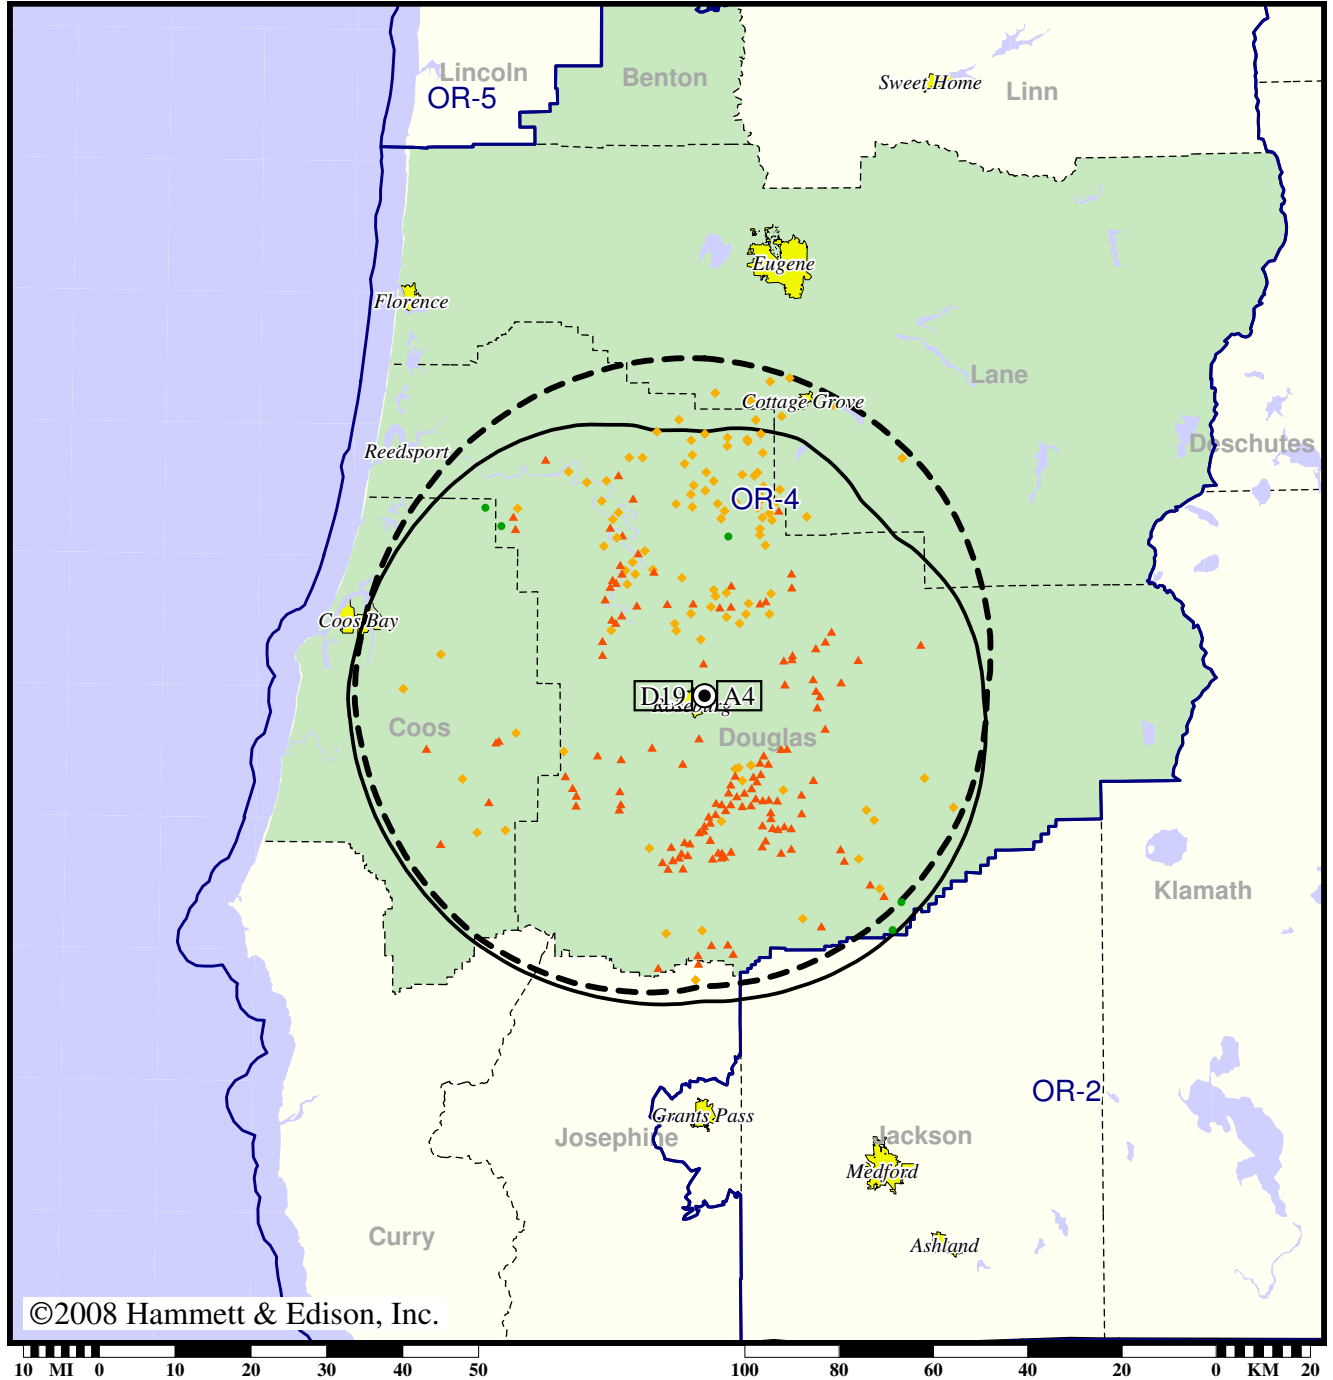 Lincoln
OR-5
Benton
Sweet Home
Linn
Eugene
Florence
Lane
Cottage Grove
Reedsport
Deschutes
OR-4
Coos Bay
D19 A4
Roseburg
Coos
Douglas
Klamath
OR-2
Grants Pass
Josephine
Jackson
Medford
Curry
Ashland
©2008 Hammett & Edison, Inc.
10 MI 0 10 20 30 40 50 100 80 60 40 20 0 KM 20